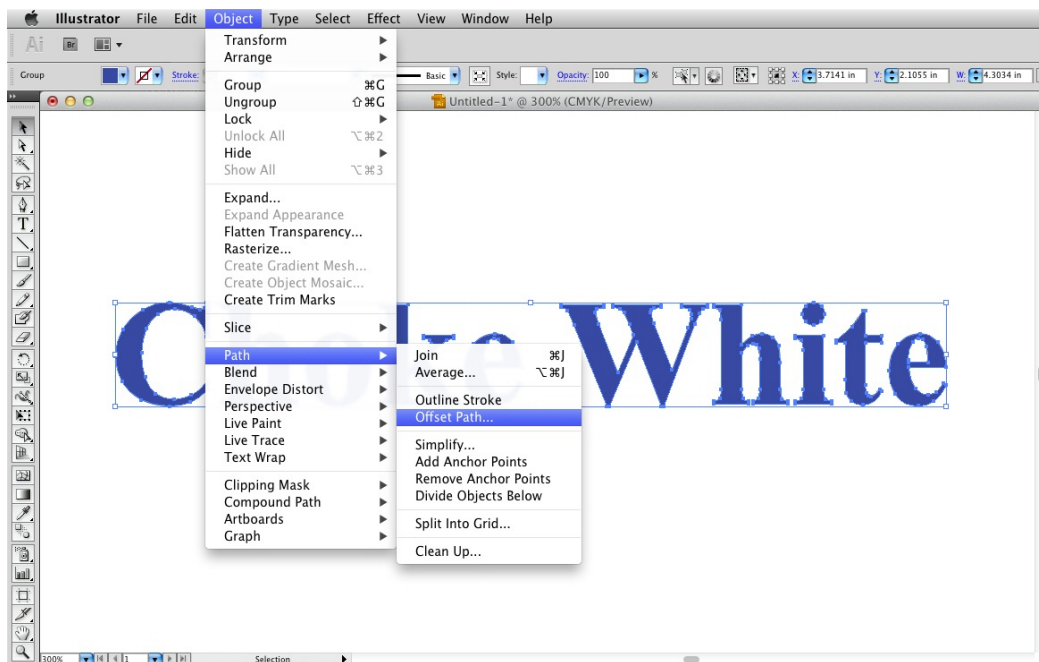 Illustrator File Edit Object Type Select Effect View Window Help
Ai Br
Group Stroke: Basic Style: Opacity: 100 % X: 3.7141 in Y: 2.1055 in W: 4.3034 in
Untitled-1* @ 300% (CMYK/Preview)
Transform
Arrange
Group ⌘G
Ungroup ⇧⌘G
Lock
Unlock All ⌥⌘2
Hide
Show All ⌥⌘3
Expand...
Expand Appearance
Flatten Transparency...
Rasterize...
Create Gradient Mesh...
Create Object Mosaic...
Create Trim Marks
Slice
Path
Blend
Envelope Distort
Perspective
Live Paint
Live Trace
Text Wrap
Clipping Mask
Compound Path
Artboards
Graph
Join ⌘J
Average... ⌥⌘J
Outline Stroke
Offset Path...
Simplify...
Add Anchor Points
Remove Anchor Points
Divide Objects Below
Split Into Grid...
Clean Up...
Choke White
T
300% 1 Selection